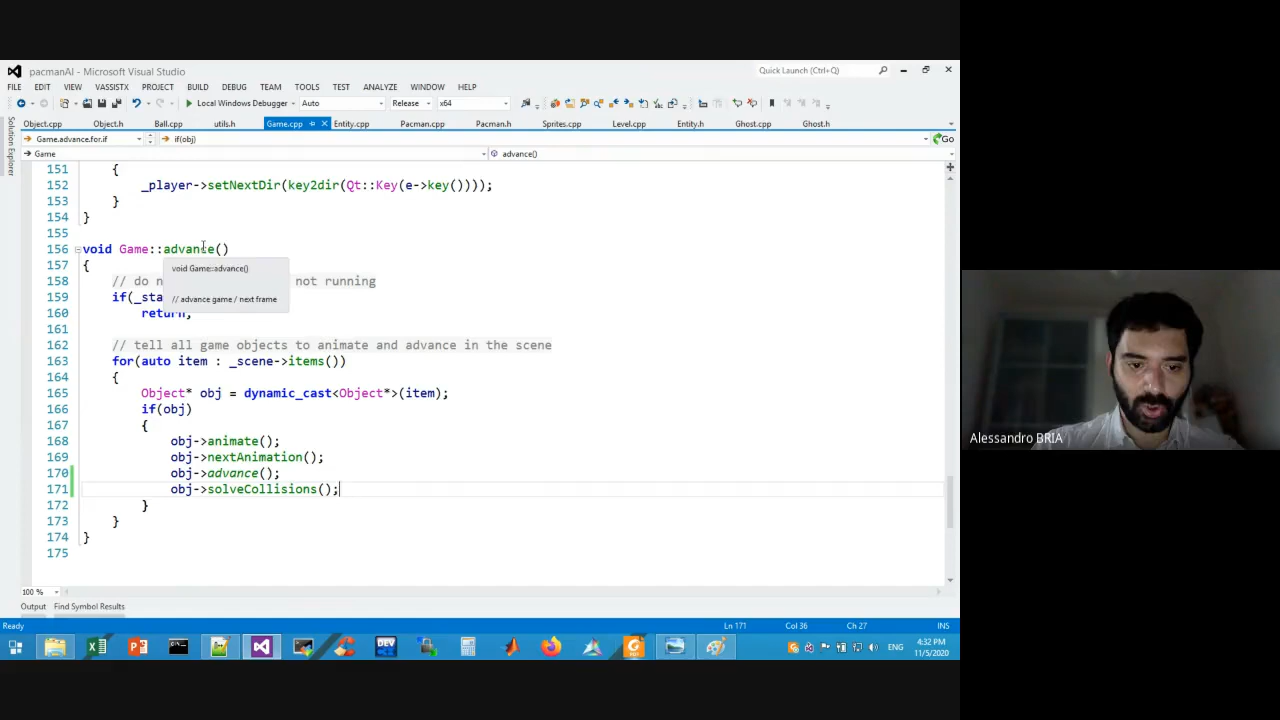 pacmanAI - Microsoft Visual Studio
Quick Launch (Ctrl+Q)
FILE EDIT VIEW VASSISTX PROJECT BUILD DEBUG TEAM TOOLS TEST ANALYZE WINDOW HELP
Local Windows Debugger Auto Release x64
Object.cpp Object.h Ball.cpp utils.h Game.cpp Entity.cpp Pacman.cpp Pacman.h Sprites.cpp Level.cpp Entity.h Ghost.cpp Ghost.h
Solution Explorer
Game.advance.for.if if(obj) Go
Game advance()
151 {
152 _player->setNextDir(key2dir(Qt::Key(e->key())));
153 }
154 }
155
156 void Game::advance()
157 {
void Game::advance()
158 // do n not running
159 if(_sta
// advance game / next frame
160 return;
161
162 // tell all game objects to animate and advance in the scene
163 for(auto item : _scene->items())
164 {
165 Object* obj = dynamic_cast<Object*>(item);
166 if(obj)
167 {
168 obj->animate();
169 obj->nextAnimation();
170 obj->advance();
171 obj->solveCollisions();
172 }
173 }
174 }
175
100 %
Output Find Symbol Results
Ready Ln 171 Col 36 Ch 27 INS
DEV
PDF
ENG
4:32 PM
11/5/2020
Alessandro BRIA